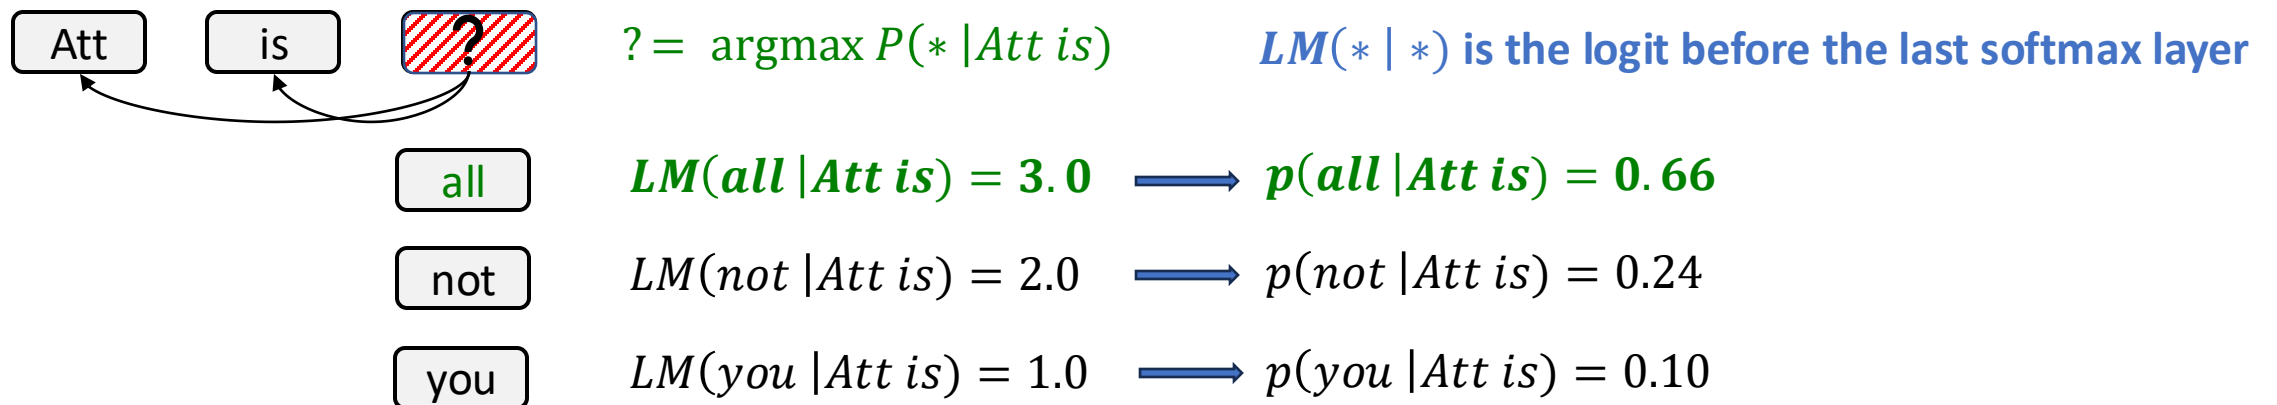 Att is ? ? = argmax P(* |Att is) LM(* | *) is the logit before the last softmax layer
all LM(all |Att is) = 3.0 p(all |Att is) = 0.66
not LM(not |Att is) = 2.0 p(not |Att is) = 0.24
you LM(you |Att is) = 1.0 p(you |Att is) = 0.10